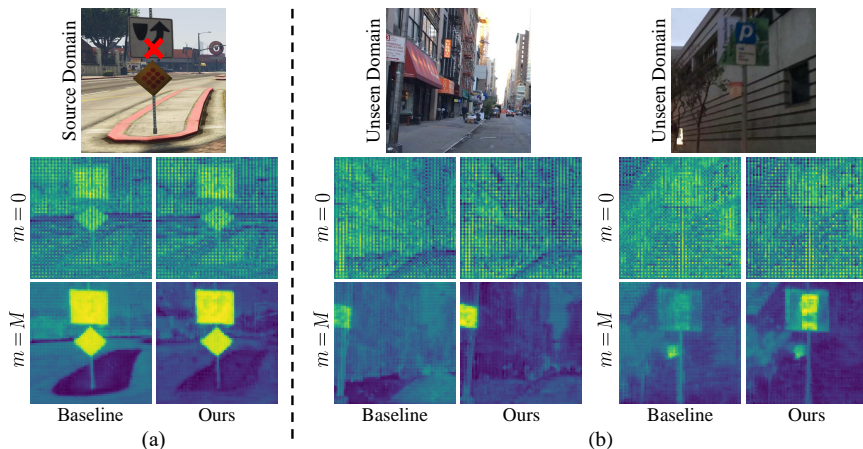 Source Domain
Unseen Domain
P
Unseen Domain
m = 0
m = 0
m = 0
m = M
m = M
m = M
Baseline
Ours
Baseline
Ours
Baseline
Ours
(a)
(b)